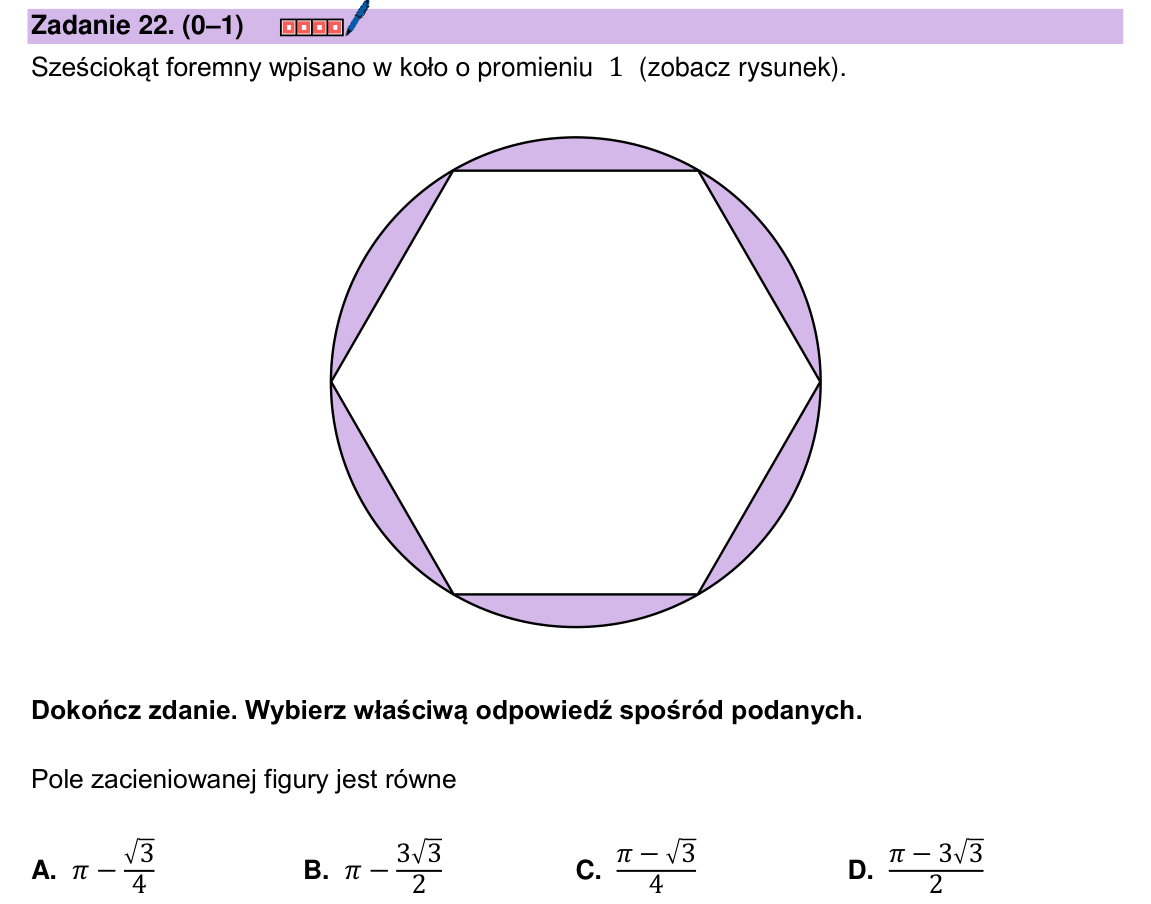 Zadanie 22. (0–1)
Sześciokąt foremny wpisano w koło o promieniu 1 (zobacz rysunek).
Dokończ zdanie. Wybierz właściwą odpowiedź spośród podanych.
Pole zacieniowanej figury jest równe
A. π − √3/4 B. π − 3√3/2 C. (π − √3)/4 D. (π − 3√3)/2